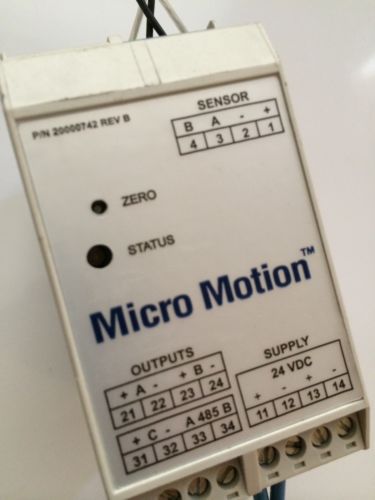 P/N 20000742 REV B
SENSOR
B A - +
4 3 2 1
ZERO
STATUS
Micro Motion™
OUTPUTS
+ A - + B -
21 22 23 24
+ C - A 485 B
31 32 33 34
SUPPLY
24 VDC
+ - + -
11 12 13 14